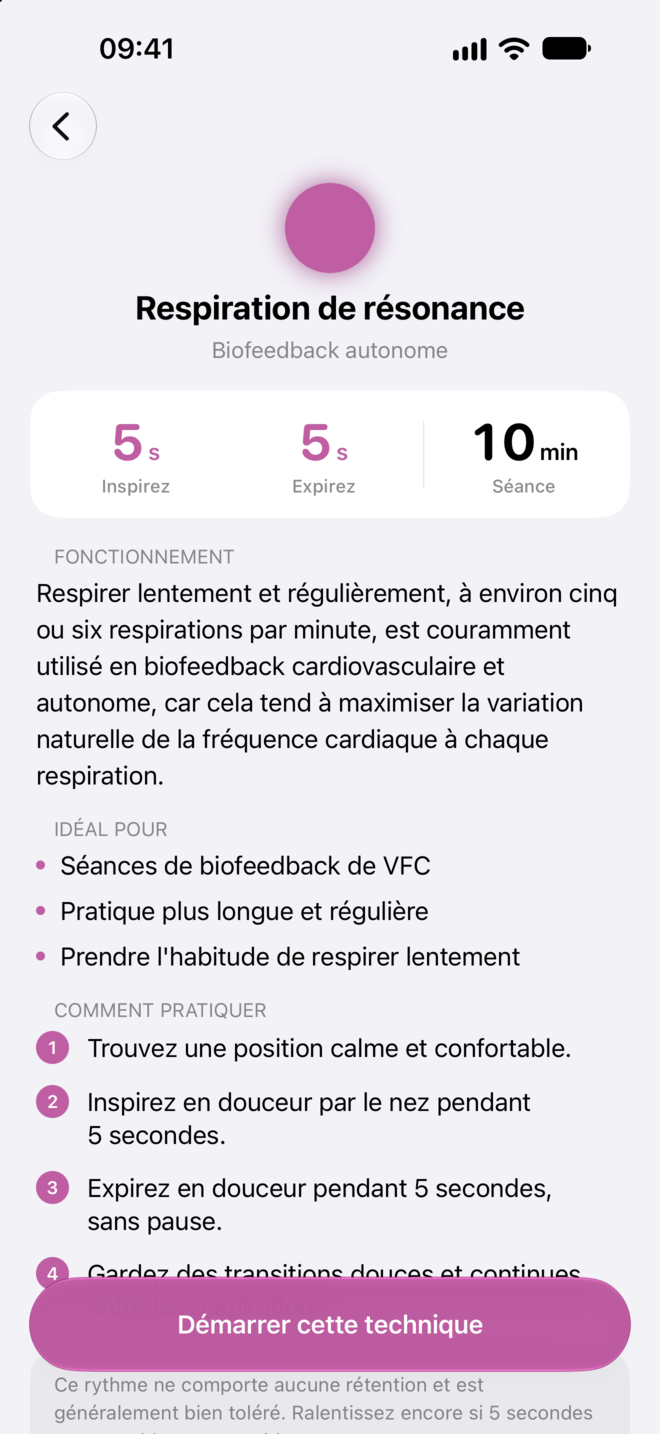 09:41
Respiration de résonance
Biofeedback autonome
5 s
Inspirez
5 s
Expirez
10 min
Séance
FONCTIONNEMENT
Respirer lentement et régulièrement, à environ cinq
ou six respirations par minute, est couramment
utilisé en biofeedback cardiovasculaire et
autonome, car cela tend à maximiser la variation
naturelle de la fréquence cardiaque à chaque
respiration.
IDÉAL POUR
Séances de biofeedback de VFC
Pratique plus longue et régulière
Prendre l'habitude de respirer lentement
COMMENT PRATIQUER
1 Trouvez une position calme et confortable.
2 Inspirez en douceur par le nez pendant
5 secondes.
3 Expirez en douceur pendant 5 secondes,
sans pause.
4 Gardez des transitions douces et continues
Démarrer cette technique
Ce rythme ne comporte aucune rétention et est
généralement bien toléré. Ralentissez encore si 5 secondes